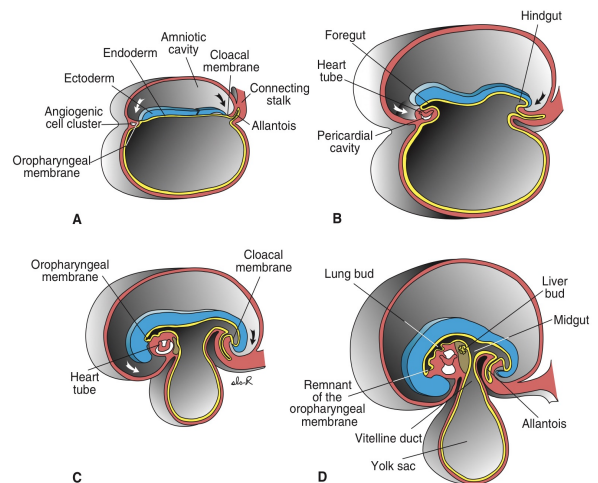 Amniotic
cavity
Endoderm
Cloacal
membrane
Ectoderm
Connecting
stalk
Angiogenic
cell cluster
Allantois
Oropharyngeal
membrane
A
Hindgut
Foregut
Heart
tube
Pericardial
cavity
B
Oropharyngeal
membrane
Cloacal
membrane
Heart
tube
C
Lung bud
Liver
bud
Midgut
Remnant
of the
oropharyngeal
membrane
Allantois
Vitelline duct
Yolk sac
D